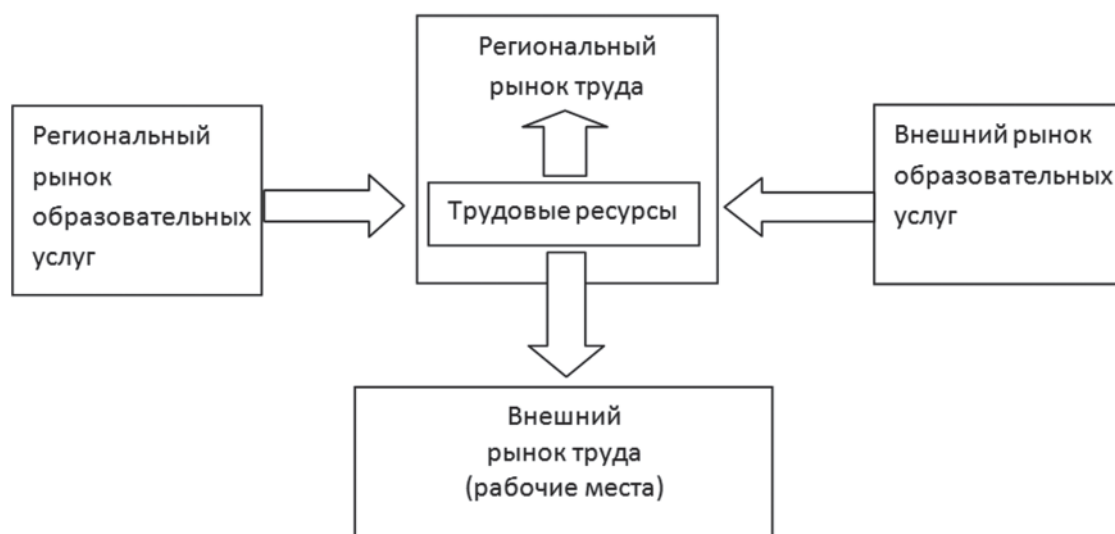 Региональный
рынок труда
Трудовые ресурсы
Региональный
рынок
образовательных
услуг
Внешний рынок
образовательных
услуг
Внешний
рынок труда
(рабочие места)